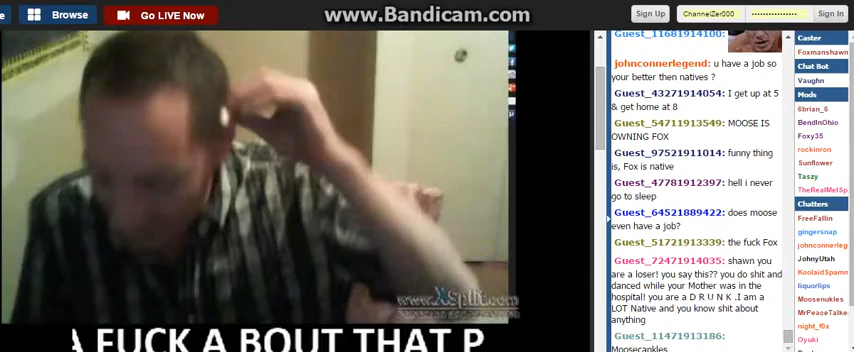 www.Bandicam.com
Browse
Go LIVE Now
Sign Up
ChannelZer000
Sign In
Guest_11681914100
johnconnerlegend: u have a job so
your better then natives ?
Guest_43271914054: I get up at 5
& get home at 8
Guest_54711913549: MOOSE IS
OWNING FOX
Guest_97521911014: funny thing
is, Fox is native
Guest_47781912397: hell i never
go to sleep
Guest_64521889422: does moose
even have a job?
Guest_51721913339: the fuck Fox
Guest_72471914035: shawn you
are a loser! you say this?? you do shit and
danced while your Mother was in the
hospital! you are a D R U N K .I am a
LOT Native and you know shit about
anything
Guest_11471913186:
Moosecankles
Caster
Foxmanshawn
Chat Bot
Vaughn
Mods
6brian_6
BendInOhio
Foxy35
rockinron
Sunflower
Taszy
TheRealMelSp
Chatters
FreeFallin
gingersnap
johnconnerleg
JohnyUtah
KoolaidSpamn
liquorlips
Moosenukles
MrPeaceTalke
night_f0x
Oyuki
www.XSplit.com
A FUCK A BOUT THAT P